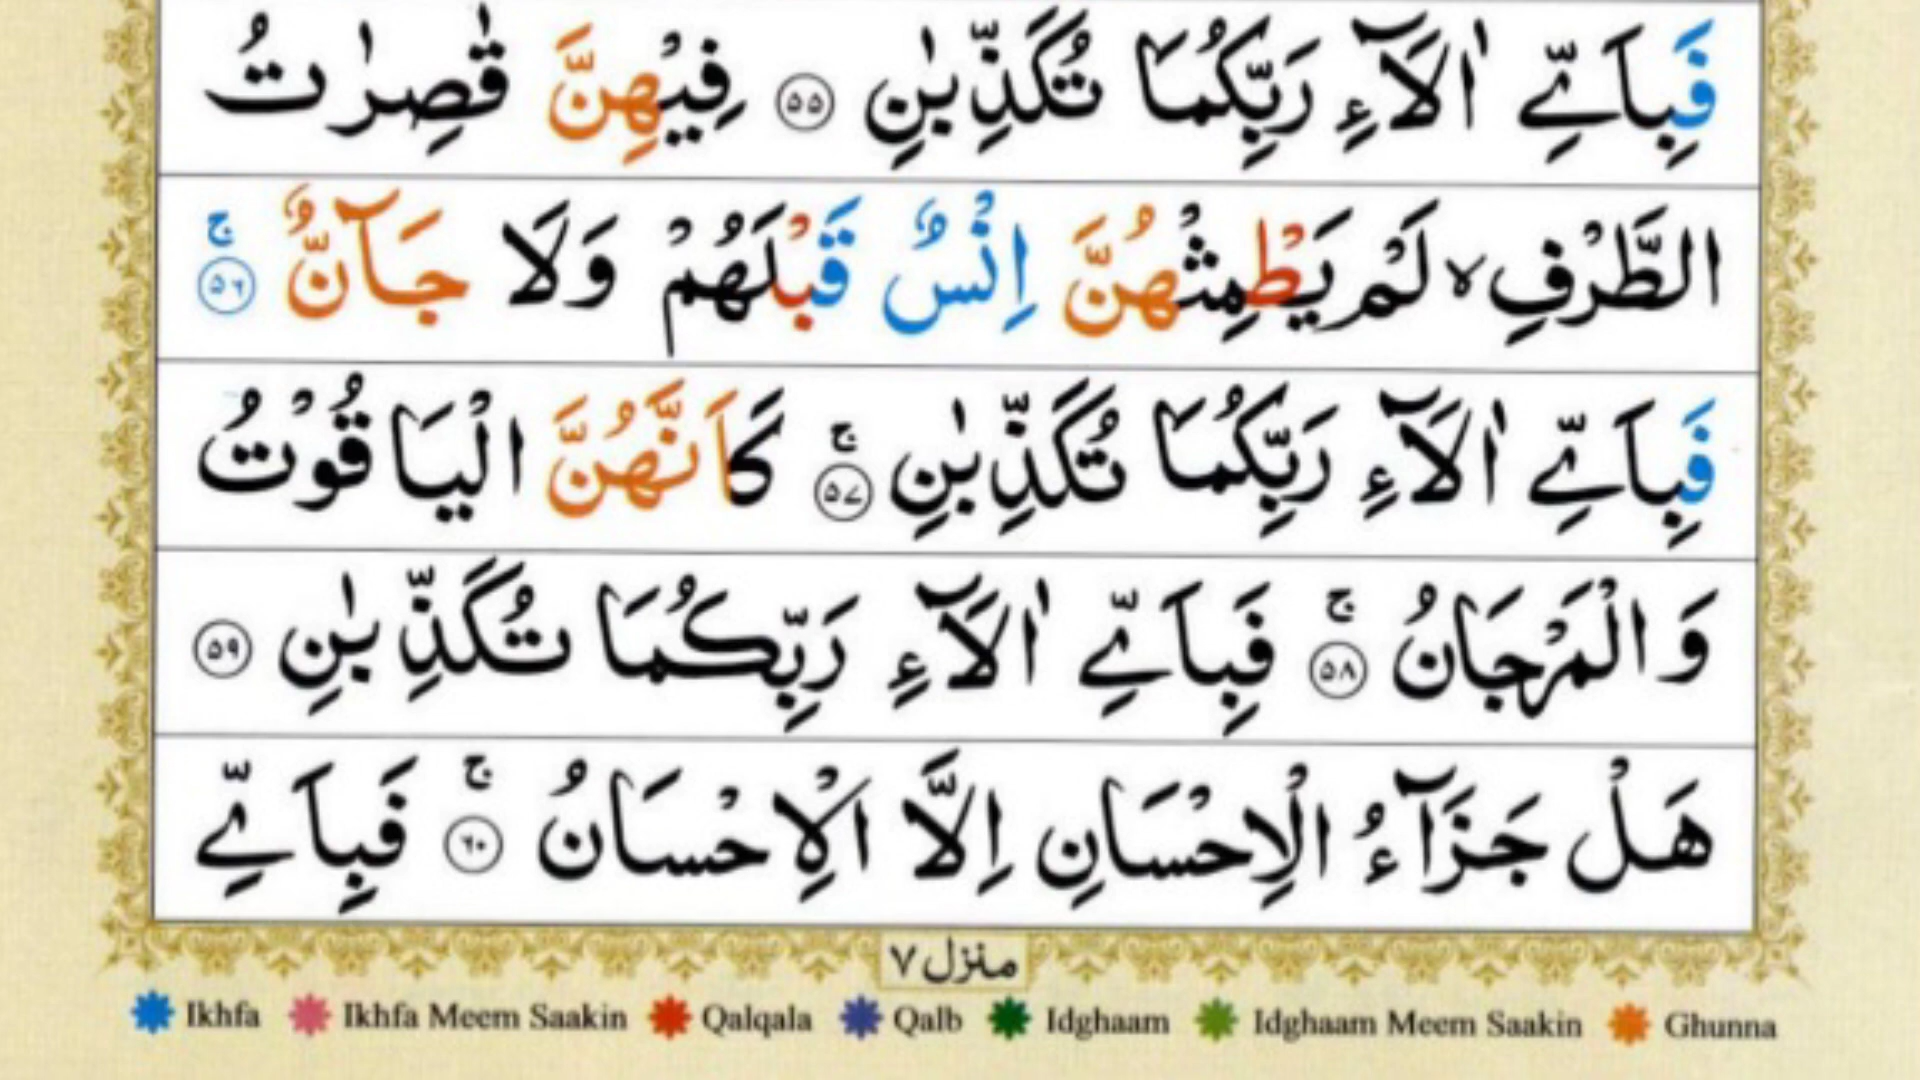 فَبِاَيِّ اٰلَآءِ رَبِّكُمَا تُكَذِّبٰنِ ۵۵ فِيْهِنَّ قٰصِرٰتُ
الطَّرْفِ ۙ لَمْ يَطْمِثْهُنَّ اِنْسٌ قَبْلَهُمْ وَلَا جَآنٌّ ۚ ۵۶
فَبِاَيِّ اٰلَآءِ رَبِّكُمَا تُكَذِّبٰنِ ۚ ۵۷ كَاَنَّهُنَّ الْيَاقُوْتُ
وَالْمَرْجَانُ ۚ ۵۸ فَبِاَيِّ اٰلَآءِ رَبِّكُمَا تُكَذِّبٰنِ ۵۹
هَلْ جَزَآءُ الْاِحْسَانِ اِلَّا الْاِحْسَانُ ۚ ۶۰ فَبِاَيِّ
منزل ۷
Ikhfa Ikhfa Meem Saakin Qalqala Qalb Idghaam Idghaam Meem Saakin Ghunna